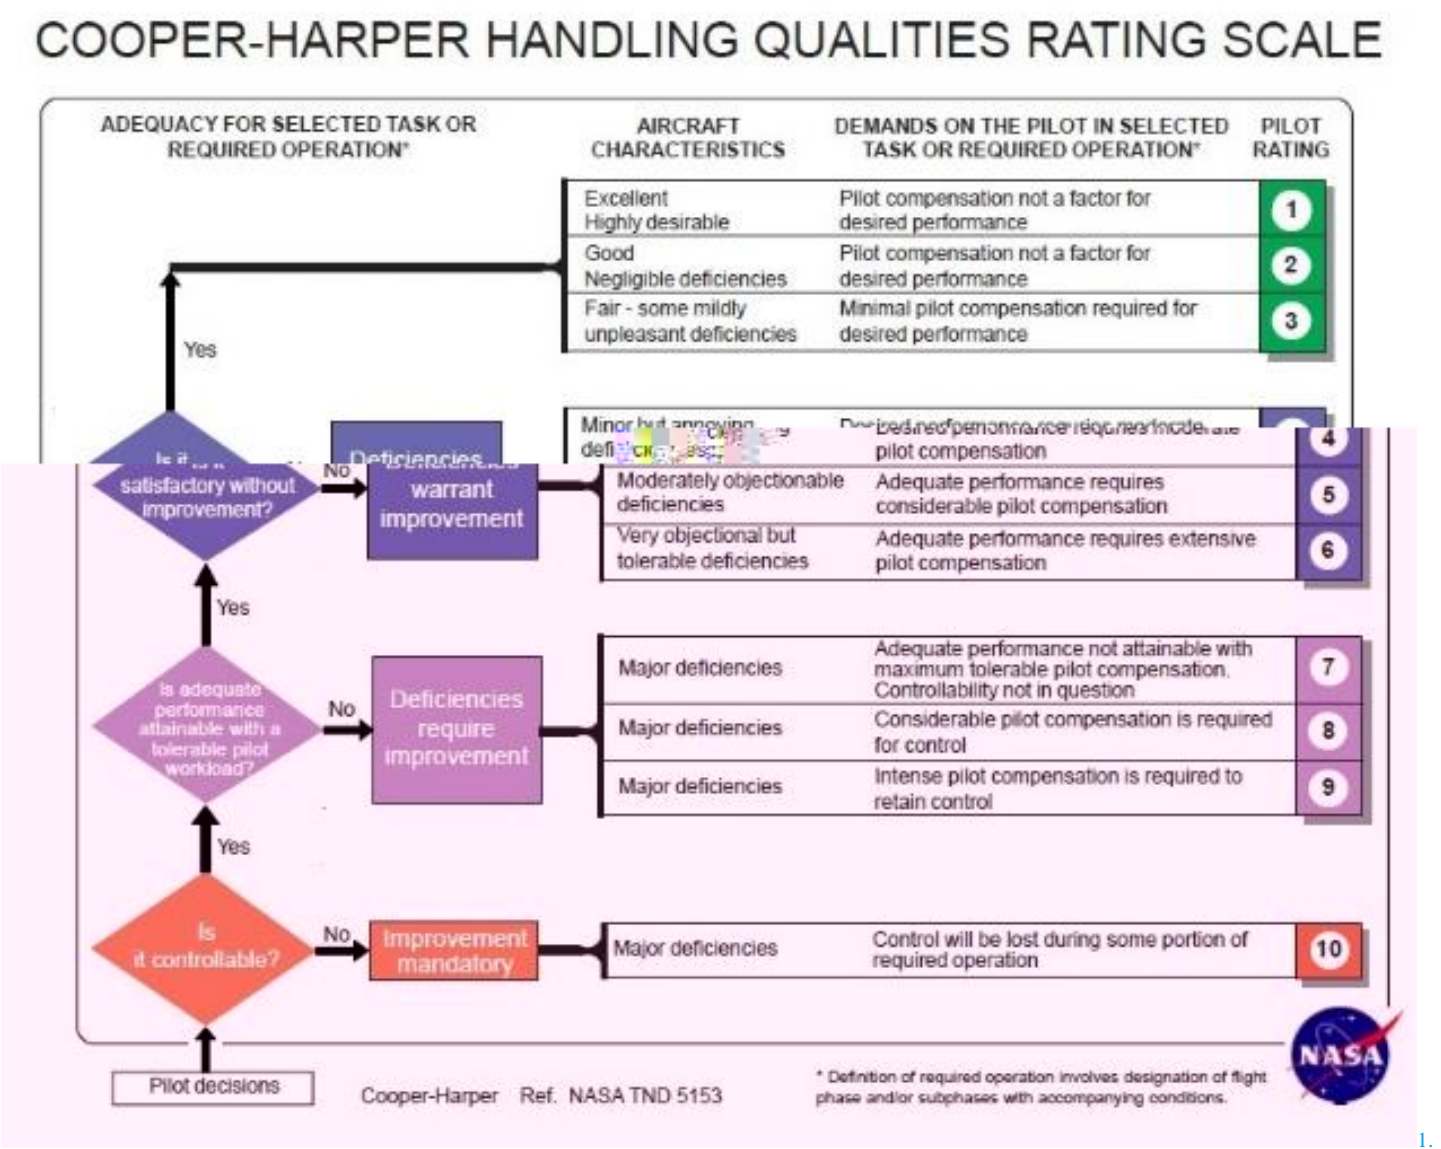 COOPER-HARPER HANDLING QUALITIES RATING SCALE
ADEQUACY FOR SELECTED TASK OR
REQUIRED OPERATION*
AIRCRAFT
CHARACTERISTICS
DEMANDS ON THE PILOT IN SELECTED
TASK OR REQUIRED OPERATION*
PILOT
RATING
Excellent
Highly desirable
Pilot compensation not a factor for
desired performance
1
Good
Negligible deficiencies
Pilot compensation not a factor for
desired performance
2
Fair - some mildly
unpleasant deficiencies
Minimal pilot compensation required for
desired performance
3
Yes
Is it
satisfactory without
improvement?
No
Deficiencies
warrant
improvement
Minor but annoying
pilot compensation
4
Moderately objectionable
deficiencies
Adequate performance requires
considerable pilot compensation
5
Very objectional but
tolerable deficiencies
Adequate performance requires extensive
pilot compensation
6
Yes
Is adequate
performance
attainable with a
tolerable pilot
workload?
No
Deficiencies
require
improvement
Major deficiencies
Adequate performance not attainable with
maximum tolerable pilot compensation.
Controllability not in question
7
Major deficiencies
Considerable pilot compensation is required
for control
8
Major deficiencies
Intense pilot compensation is required to
retain control
9
Yes
Is
it controllable?
No
Improvement
mandatory
Major deficiencies
Control will be lost during some portion of
required operation
10
Pilot decisions
Cooper-Harper Ref. NASA TND 5153
* Definition of required operation involves designation of flight
phase and/or subphases with accompanying conditions.
NASA
1.